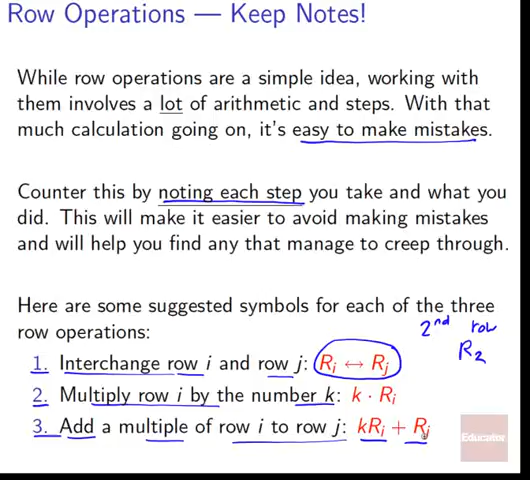 Row Operations — Keep Notes!
While row operations are a simple idea, working with
them involves a lot of arithmetic and steps. With that
much calculation going on, it's easy to make mistakes.
Counter this by noting each step you take and what you
did. This will make it easier to avoid making mistakes
and will help you find any that manage to creep through.
Here are some suggested symbols for each of the three
row operations:
2nd row
R2
1. Interchange row i and row j: Ri ↔ Rj
2. Multiply row i by the number k: k · Ri
3. Add a multiple of row i to row j: kRi + Rj
Educator